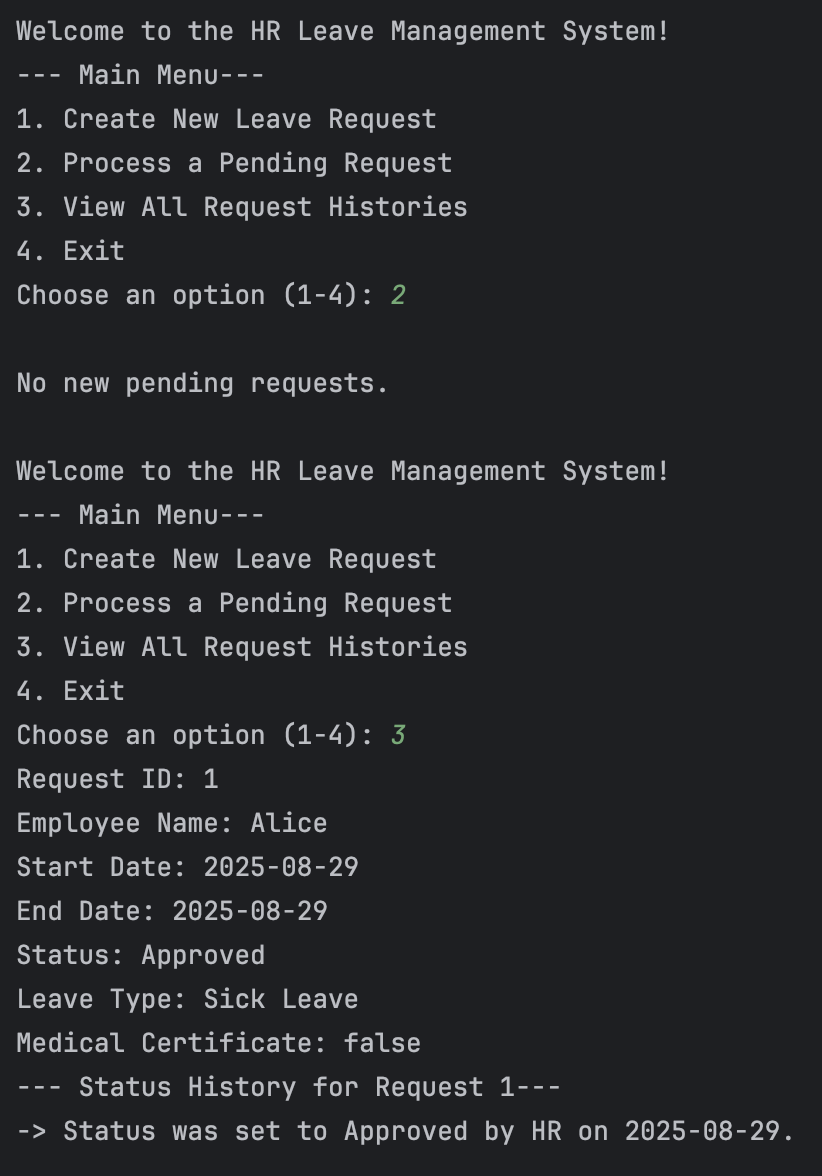 Welcome to the HR Leave Management System!
--- Main Menu---
1. Create New Leave Request
2. Process a Pending Request
3. View All Request Histories
4. Exit
Choose an option (1-4): 2
No new pending requests.
Welcome to the HR Leave Management System!
--- Main Menu---
1. Create New Leave Request
2. Process a Pending Request
3. View All Request Histories
4. Exit
Choose an option (1-4): 3
Request ID: 1
Employee Name: Alice
Start Date: 2025-08-29
End Date: 2025-08-29
Status: Approved
Leave Type: Sick Leave
Medical Certificate: false
--- Status History for Request 1---
-> Status was set to Approved by HR on 2025-08-29.